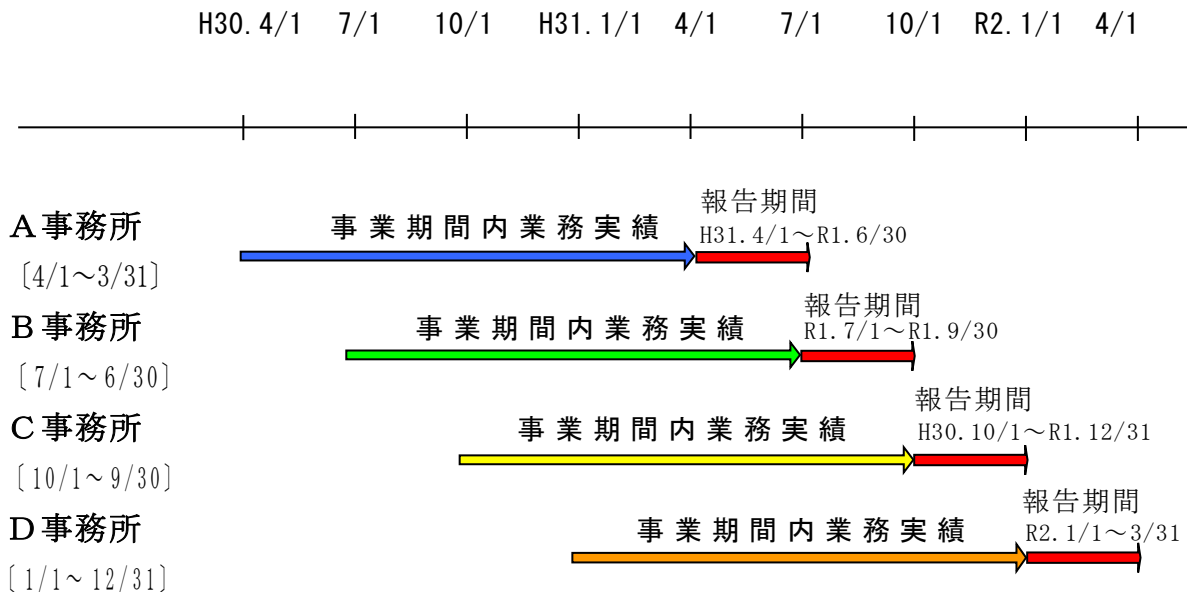 H30.4/1 7/1 10/1 H31.1/1 4/1 7/1 10/1 R2.1/1 4/1
A事務所
〔4/1～3/31〕
事業期間内業務実績
報告期間
H31.4/1～R1.6/30
B事務所
〔7/1～6/30〕
事業期間内業務実績
報告期間
R1.7/1～R1.9/30
C事務所
〔10/1～9/30〕
事業期間内業務実績
報告期間
H30.10/1～R1.12/31
D事務所
〔1/1～12/31〕
事業期間内業務実績
報告期間
R2.1/1～3/31